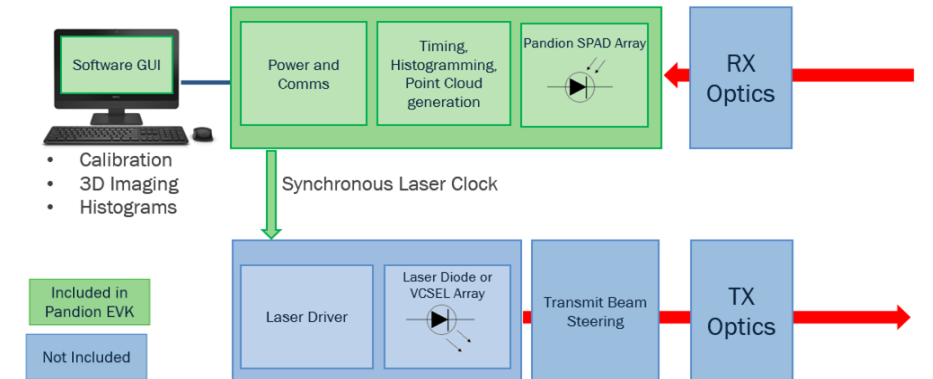 Software GUI
Power and
Comms
Timing,
Histogramming,
Point Cloud
generation
Pandion SPAD Array
RX
Optics
• Calibration
• 3D Imaging
• Histograms
Synchronous Laser Clock
Included in
Pandion EVK
Not Included
Laser Driver
Laser Diode or
VCSEL Array
Transmit Beam
Steering
TX
Optics